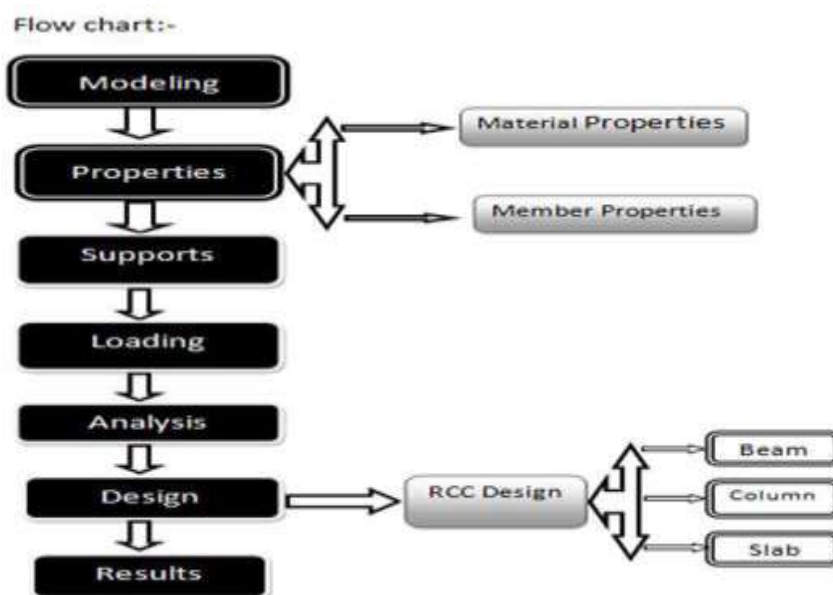 Flow chart:-
Modeling
Material Properties
Properties
Member Properties
Supports
Loading
Analysis
Beam
Design
RCC Design
Column
Slab
Results